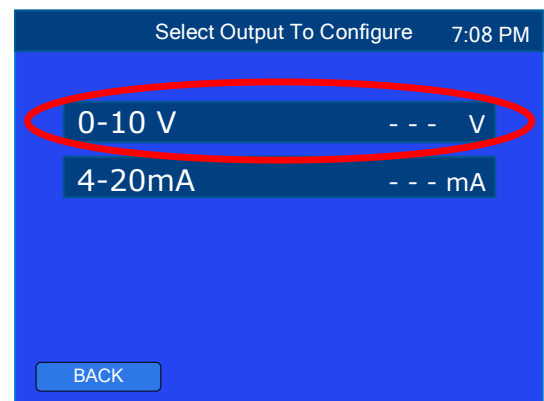 Select Output To Configure 7:08 PM
0-10 V - - - V
4-20mA - - - mA
BACK